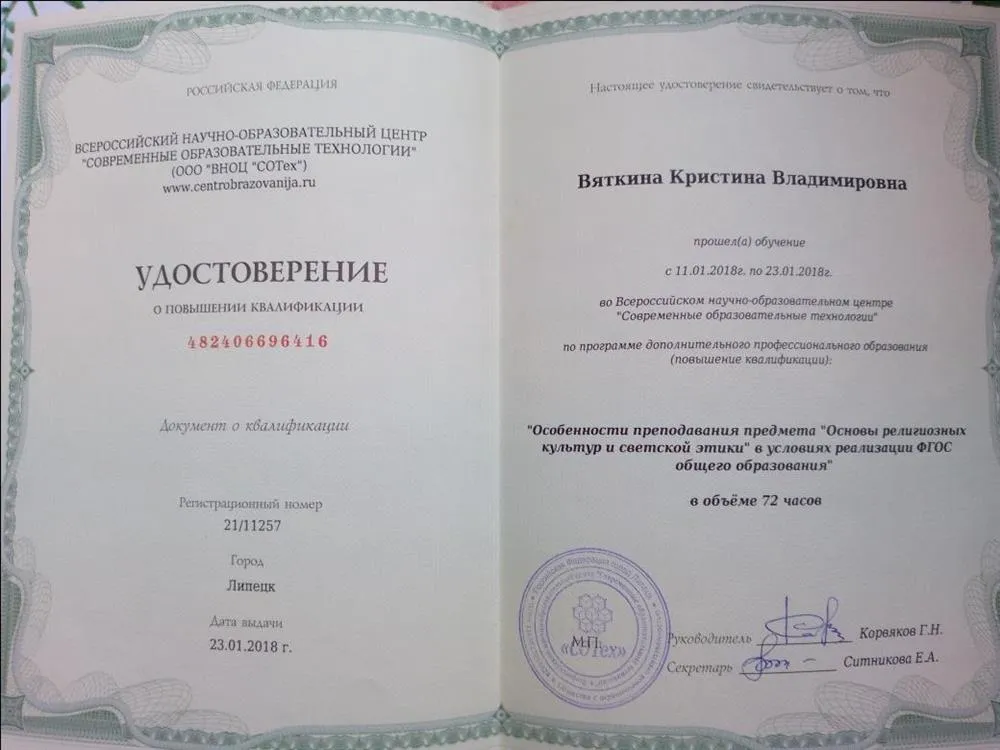 РОССИЙСКАЯ ФЕДЕРАЦИЯ
ВСЕРОССИЙСКИЙ НАУЧНО-ОБРАЗОВАТЕЛЬНЫЙ ЦЕНТР
"СОВРЕМЕННЫЕ ОБРАЗОВАТЕЛЬНЫЕ ТЕХНОЛОГИИ"
(ООО "ВНОЦ "СОТех")
www.centrobrazovanija.ru
УДОСТОВЕРЕНИЕ
О ПОВЫШЕНИИ КВАЛИФИКАЦИИ
482406696416
Документ о квалификации
Регистрационный номер
21/11257
Город
Липецк
Дата выдачи
23.01.2018 г.
Настоящее удостоверение свидетельствует о том, что
Вяткина Кристина Владимировна
прошел(а) обучение
с 11.01.2018г. по 23.01.2018г.
во Всероссийском научно-образовательном центре
"Современные образовательные технологии"
по программе дополнительного профессионального образования
(повышение квалификации):
"Особенности преподавания предмета "Основы религиозных
культур и светской этики" в условиях реализации ФГОС
общего образования"
в объёме 72 часов
М.П.
«СОТех»
Руководитель Корвяков Г.Н.
Секретарь Ситникова Е.А.